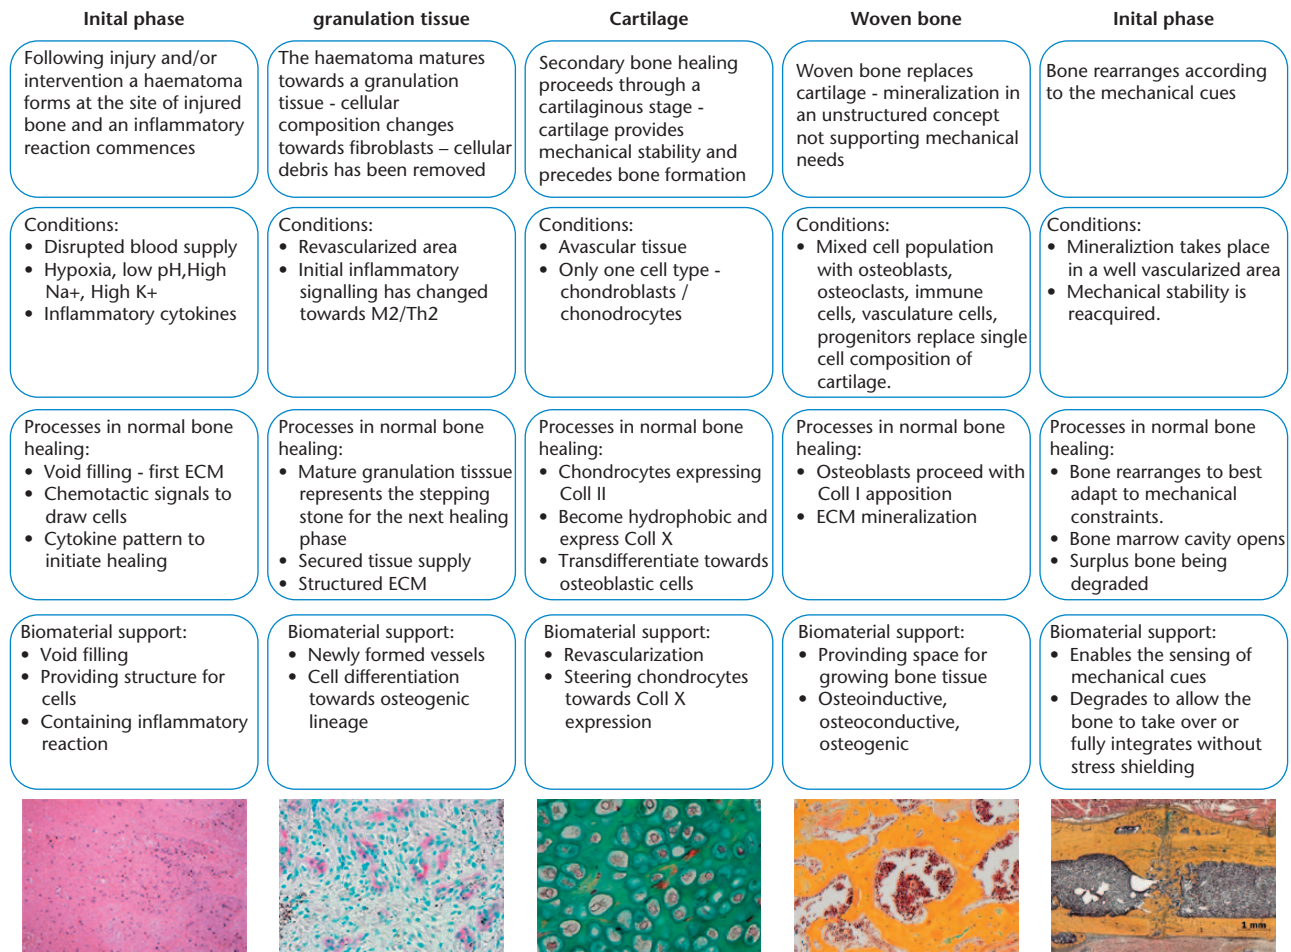 Inital phase
granulation tissue
Cartilage
Woven bone
Inital phase
Following injury and/or
intervention a haematoma
forms at the site of injured
bone and an inflammatory
reaction commences
The haematoma matures
towards a granulation
tissue - cellular
composition changes
towards fibroblasts – cellular
debris has been removed
Secondary bone healing
proceeds through a
cartilaginous stage -
cartilage provides
mechanical stability and
precedes bone formation
Woven bone replaces
cartilage - mineralization in
an unstructured concept
not supporting mechanical
needs
Bone rearranges according
to the mechanical cues
Conditions:
• Disrupted blood supply
• Hypoxia, low pH,High
Na+, High K+
• Inflammatory cytokines
Conditions:
• Revascularized area
• Initial inflammatory
signalling has changed
towards M2/Th2
Conditions:
• Avascular tissue
• Only one cell type -
chondroblasts /
chonodrocytes
Conditions:
• Mixed cell population
with osteoblasts,
osteoclasts, immune
cells, vasculature cells,
progenitors replace single
cell composition of
cartilage.
Conditions:
• Mineraliztion takes place
in a well vascularized area
• Mechanical stability is
reacquired.
Processes in normal bone
healing:
• Void filling - first ECM
• Chemotactic signals to
draw cells
• Cytokine pattern to
initiate healing
Processes in normal bone
healing:
• Mature granulation tisssue
represents the stepping
stone for the next healing
phase
• Secured tissue supply
• Structured ECM
Processes in normal bone
healing:
• Chondrocytes expressing
Coll II
• Become hydrophobic and
express Coll X
• Transdifferentiate towards
osteoblastic cells
Processes in normal bone
healing:
• Osteoblasts proceed with
Coll I apposition
• ECM mineralization
Processes in normal bone
healing:
• Bone rearranges to best
adapt to mechanical
constraints.
• Bone marrow cavity opens
• Surplus bone being
degraded
Biomaterial support:
• Void filling
• Providing structure for
cells
• Containing inflammatory
reaction
Biomaterial support:
• Newly formed vessels
• Cell differentiation
towards osteogenic
lineage
Biomaterial support:
• Revascularization
• Steering chondrocytes
towards Coll X
expression
Biomaterial support:
• Provinding space for
growing bone tissue
• Osteoinductive,
osteoconductive,
osteogenic
Biomaterial support:
• Enables the sensing of
mechanical cues
• Degrades to allow the
bone to take over or
fully integrates without
stress shielding
1 mm